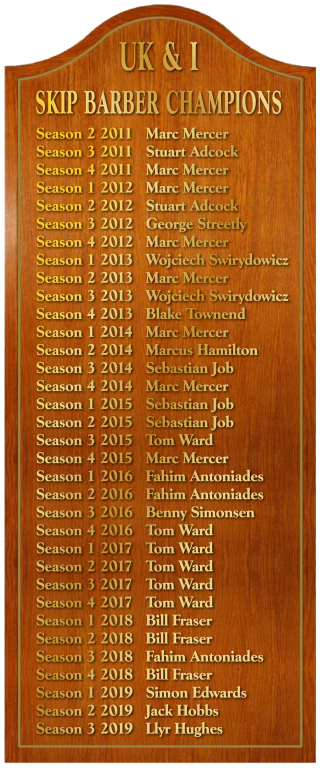 UK & I
SKIP BARBER CHAMPIONS
Season 2 2011 Marc Mercer
Season 3 2011 Stuart Adcock
Season 4 2011 Marc Mercer
Season 1 2012 Marc Mercer
Season 2 2012 Stuart Adcock
Season 3 2012 George Streetly
Season 4 2012 Marc Mercer
Season 1 2013 Wojciech Swirydowicz
Season 2 2013 Marc Mercer
Season 3 2013 Wojciech Swirydowicz
Season 4 2013 Blake Townend
Season 1 2014 Marc Mercer
Season 2 2014 Marcus Hamilton
Season 3 2014 Sebastian Job
Season 4 2014 Marc Mercer
Season 1 2015 Sebastian Job
Season 2 2015 Sebastian Job
Season 3 2015 Tom Ward
Season 4 2015 Marc Mercer
Season 1 2016 Fahim Antoniades
Season 2 2016 Fahim Antoniades
Season 3 2016 Benny Simonsen
Season 4 2016 Tom Ward
Season 1 2017 Tom Ward
Season 2 2017 Tom Ward
Season 3 2017 Tom Ward
Season 4 2017 Tom Ward
Season 1 2018 Bill Fraser
Season 2 2018 Bill Fraser
Season 3 2018 Fahim Antoniades
Season 4 2018 Bill Fraser
Season 1 2019 Simon Edwards
Season 2 2019 Jack Hobbs
Season 3 2019 Llyr Hughes